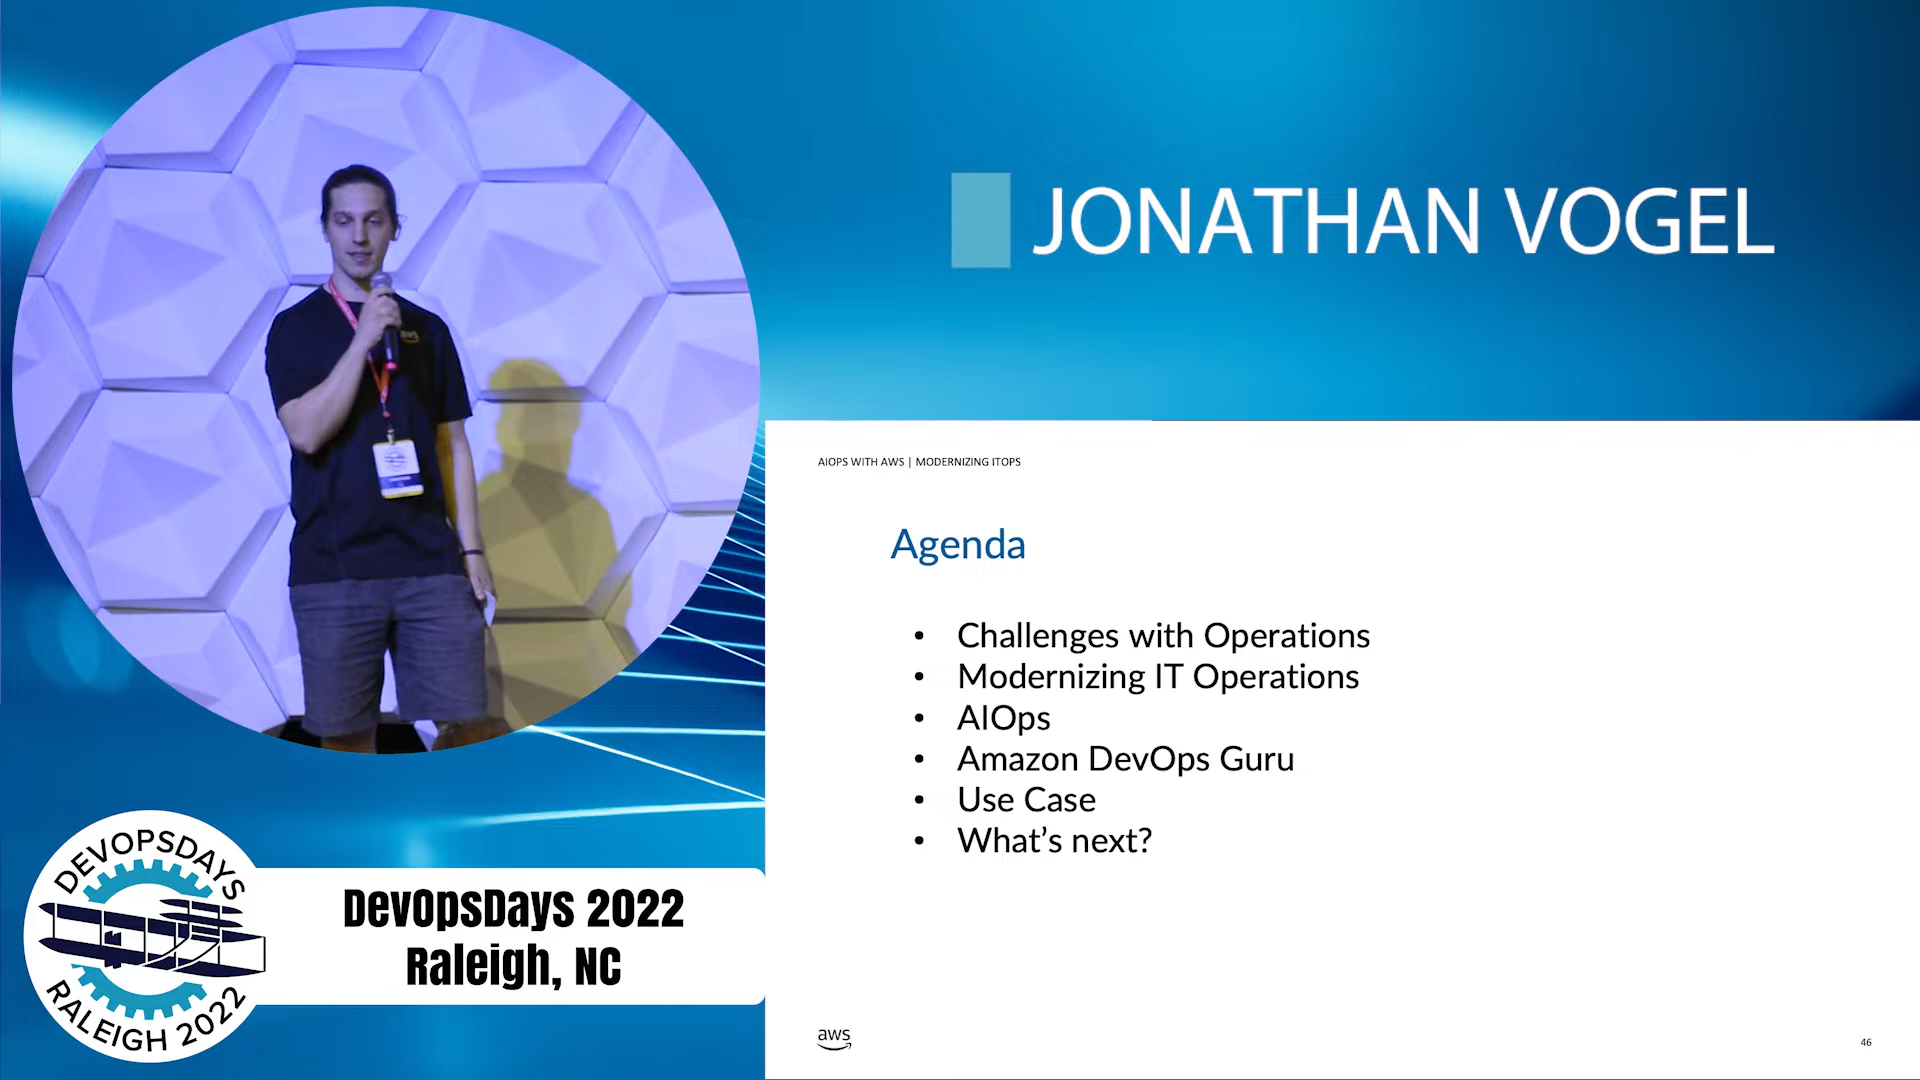 JONATHAN VOGEL
aws
AIOPS WITH AWS | MODERNIZING ITOPS
Agenda
• Challenges with Operations
• Modernizing IT Operations
• AIOps
• Amazon DevOps Guru
• Use Case
• What's next?
DEVOPSDAYS
RALEIGH 2022
DevOpsDays 2022
Raleigh, NC
aws
46